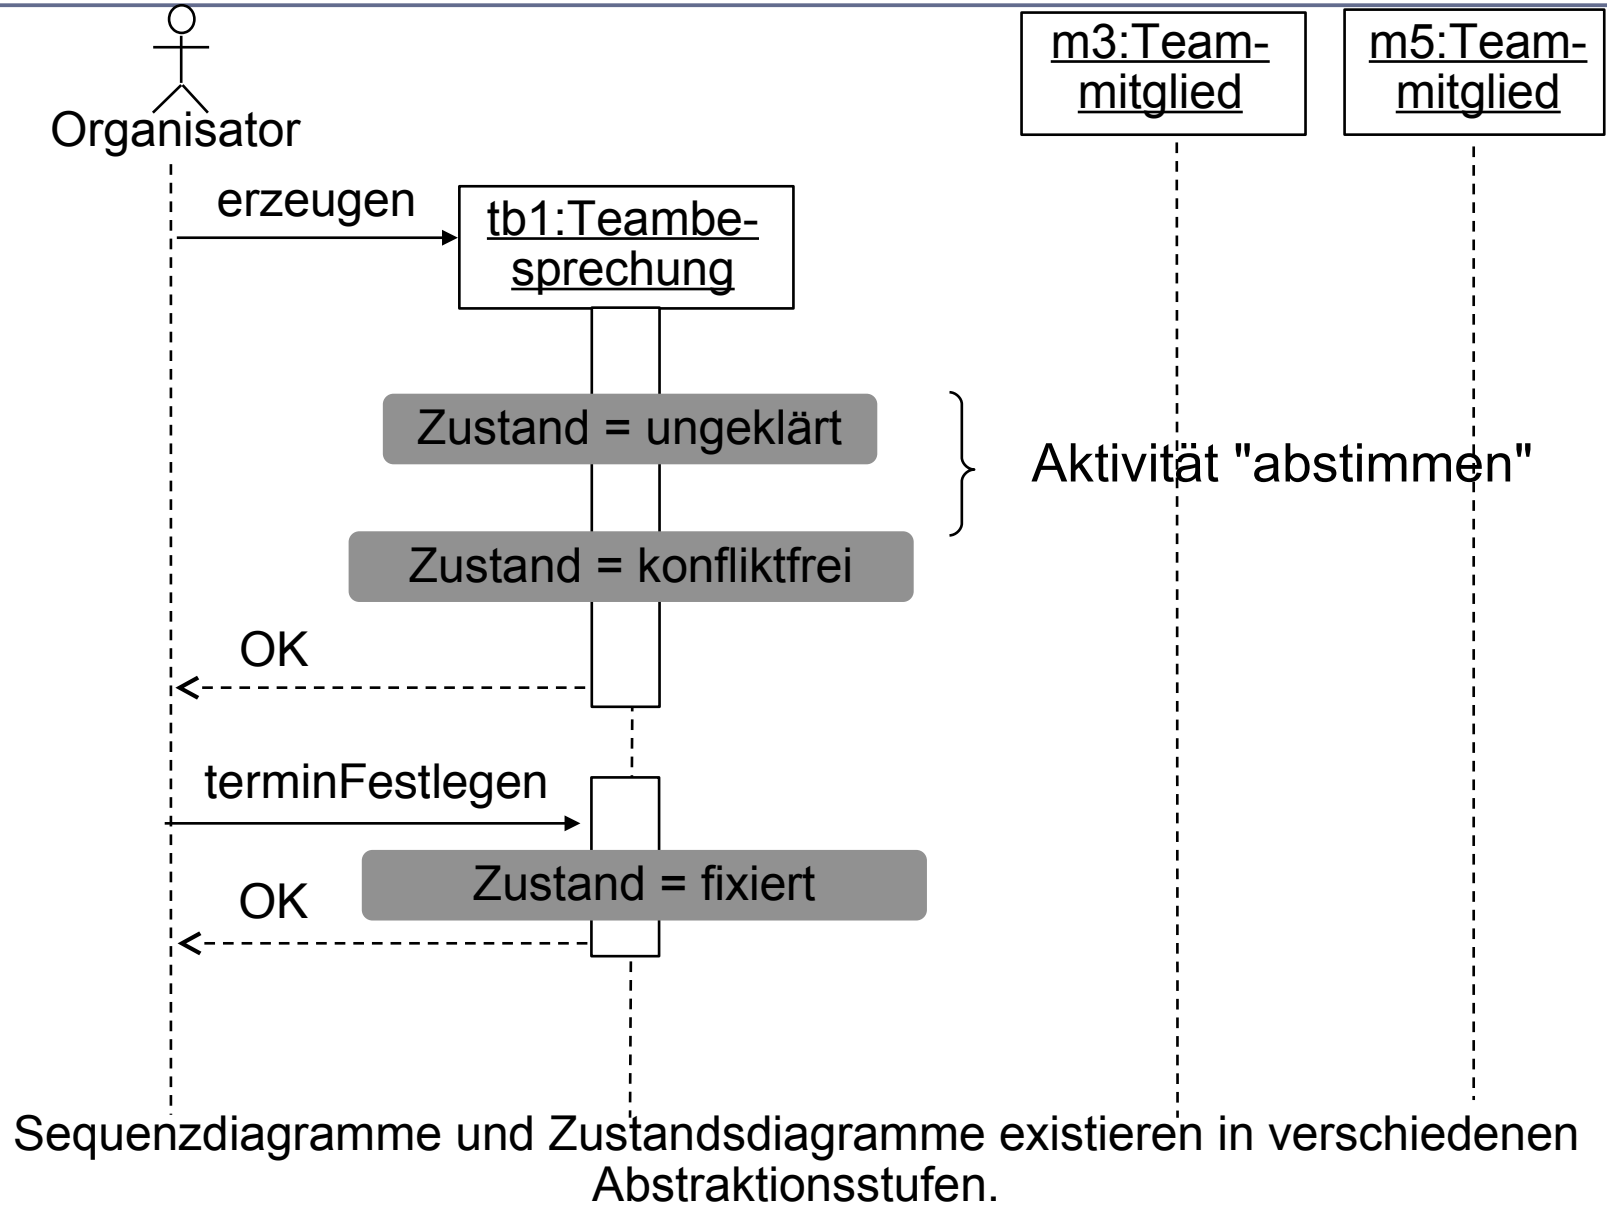 m3:Team-
mitglied
m5:Team-
mitglied
Organisator
erzeugen
tb1:Teambe-
sprechung
Zustand = ungeklärt
Aktivität "abstimmen"
Zustand = konfliktfrei
OK
terminFestlegen
Zustand = fixiert
OK
Sequenzdiagramme und Zustandsdiagramme existieren in verschiedenen
Abstraktionsstufen.